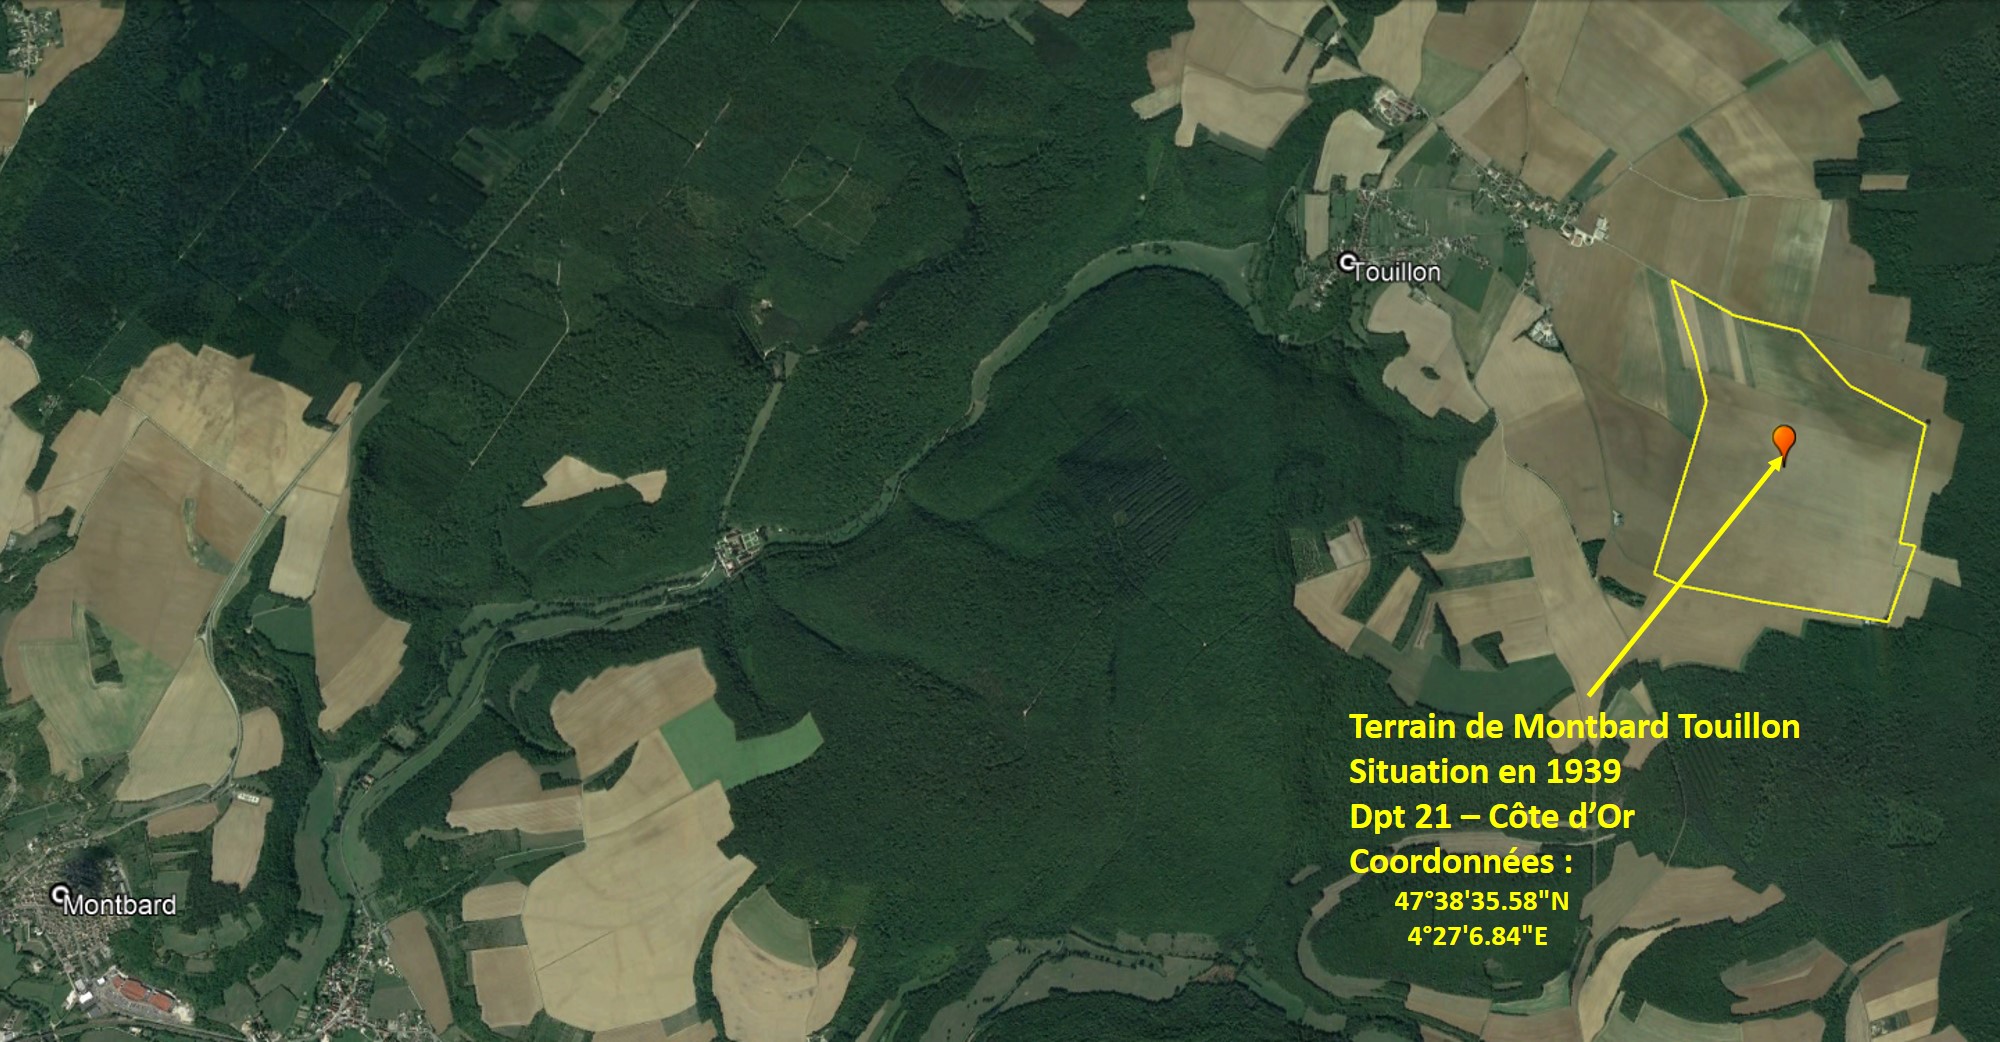 Touillon
Montbard
Terrain de Montbard Touillon
Situation en 1939
Dpt 21 – Côte d’Or
Coordonnées :
47°38'35.58"N
4°27'6.84"E